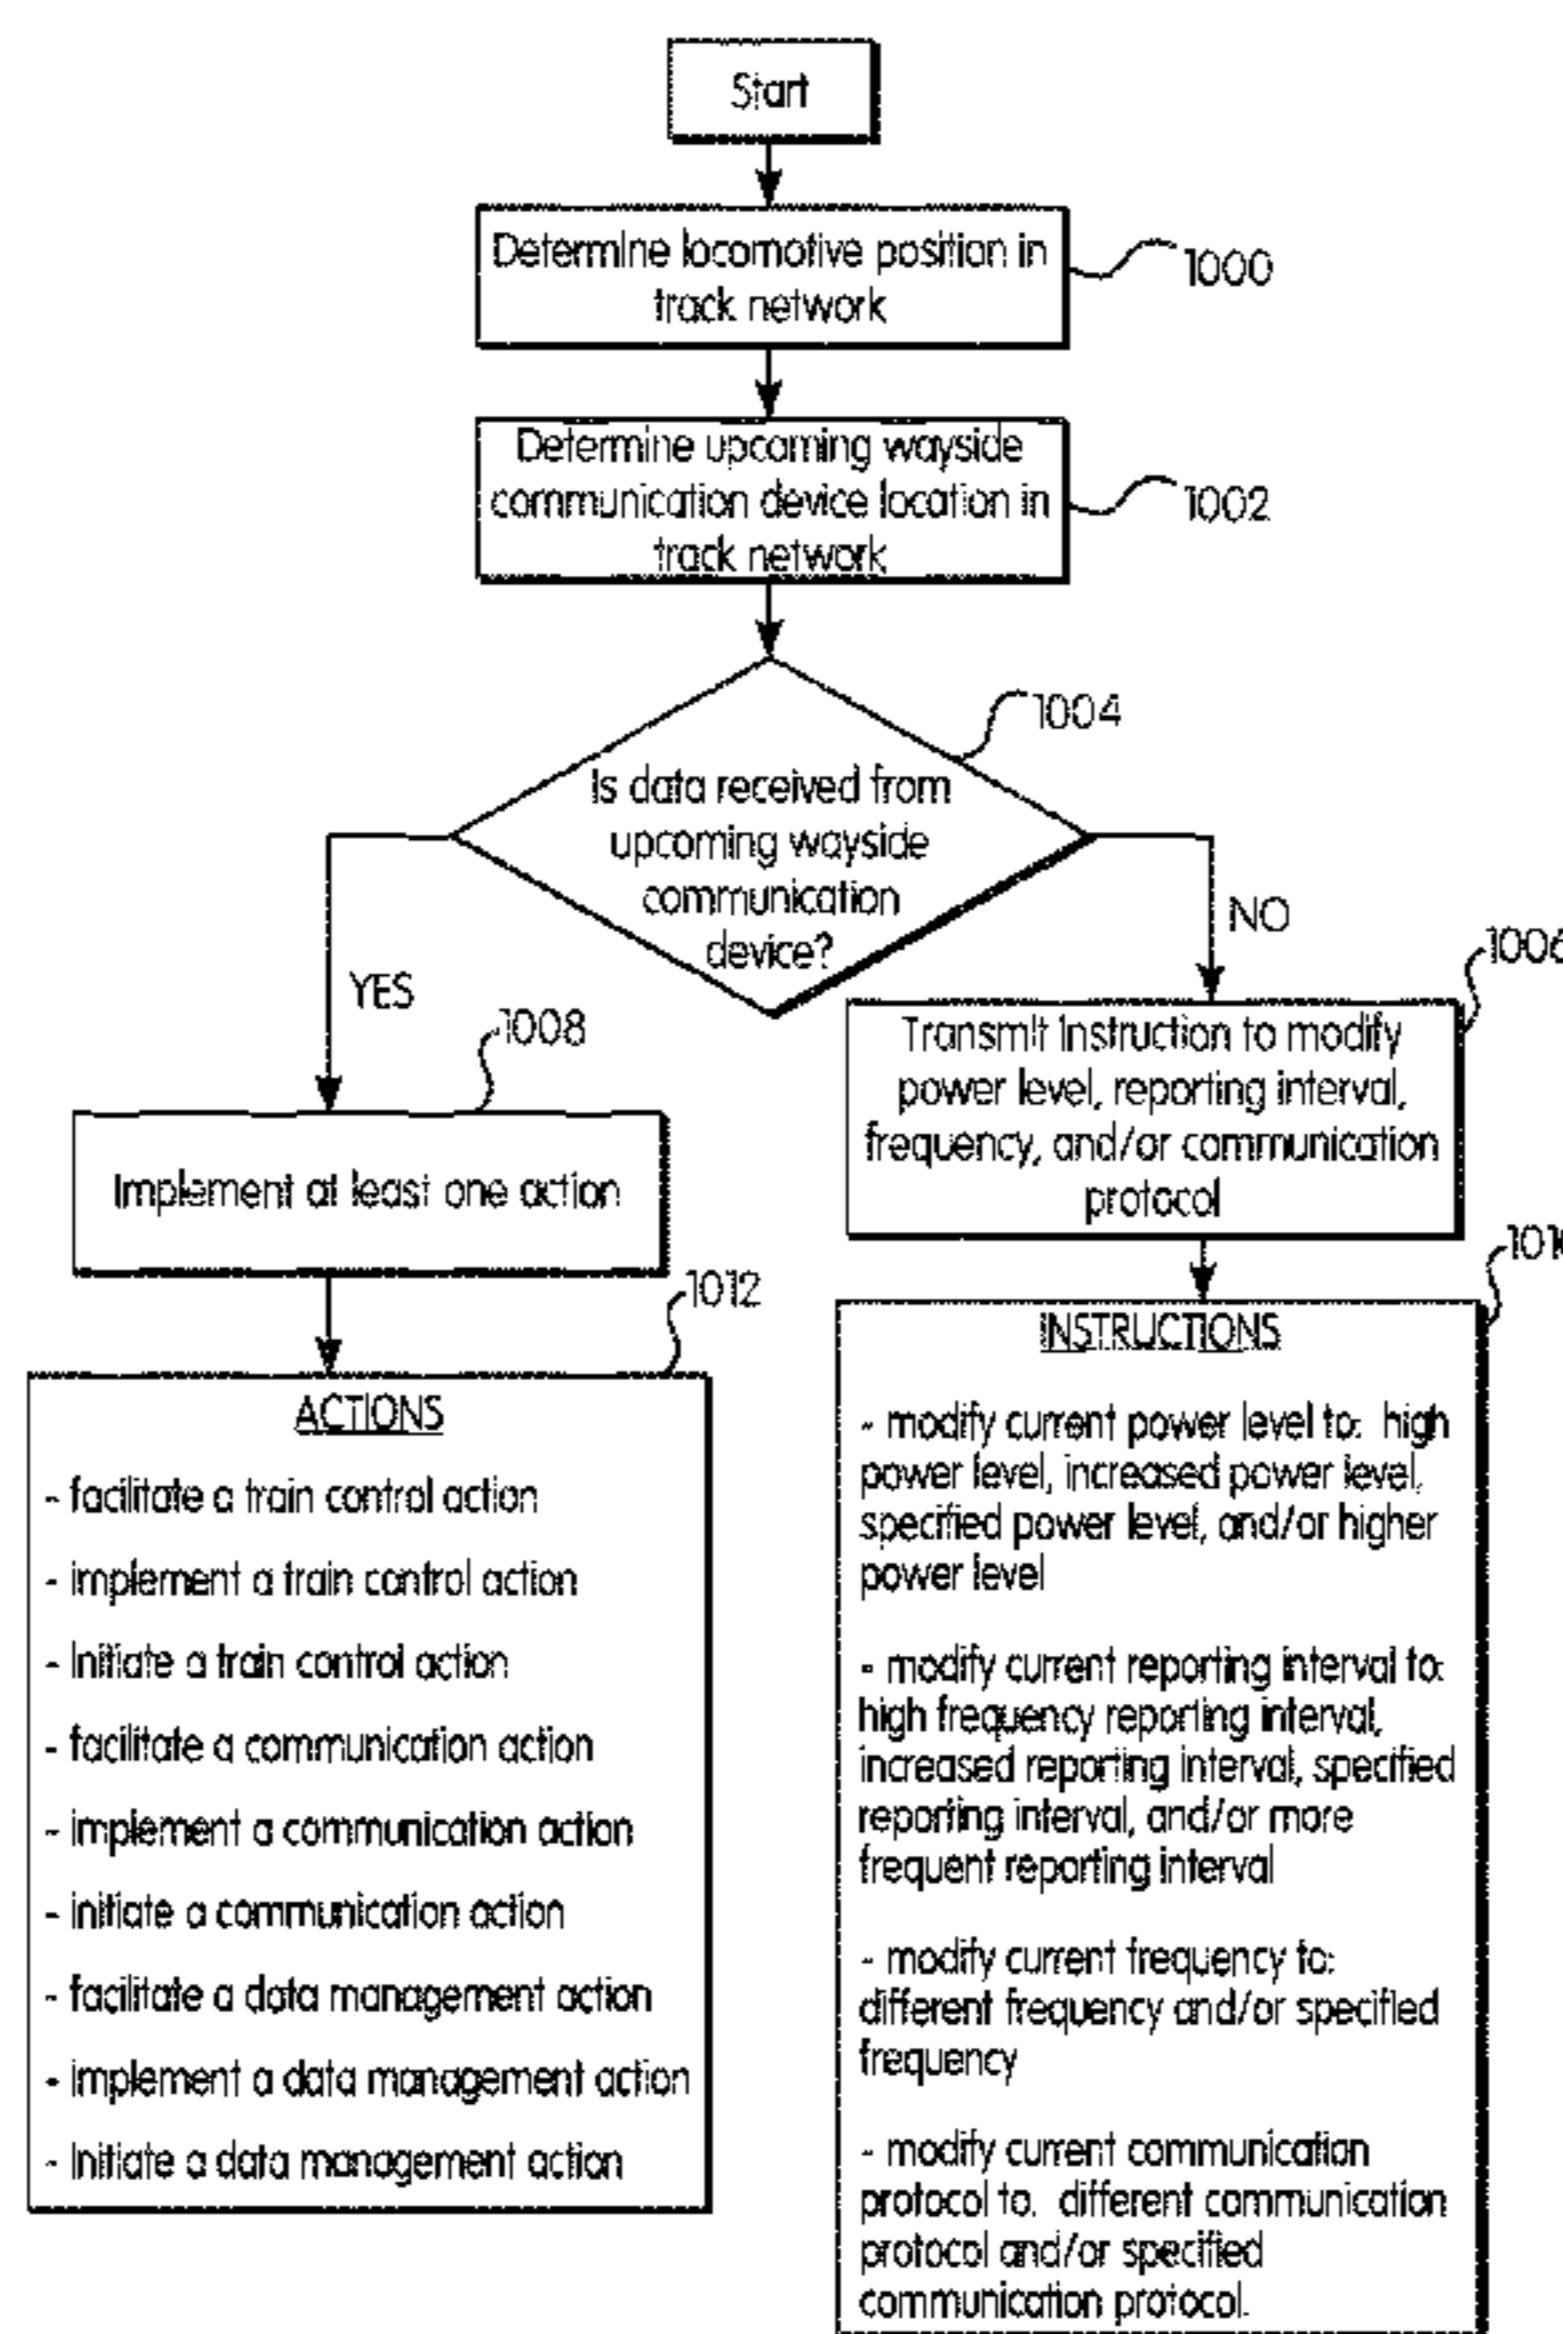 Start
Determine locomotive position in
track network
1000
Determine upcoming wayside
communication device location in
track network
1002
1004
Is data received from
upcoming wayside
communication
device?
YES
NO
1008
Implement at least one action
1006
Transmit Instruction to modify
power level, reporting interval,
frequency, and/or communication
protocol
1012
ACTIONS
- facilitate a train control action
- implement a train control action
- Initiate a train control action
- facilitate a communication action
- implement a communication action
- initiate a communication action
- facilitate a data management action
- implement a data management action
- Initiate a data management action
INSTRUCTIONS
- modify current power level to: high
power level, increased power level,
specified power level, and/or higher
power level
- modify current reporting interval to:
high frequency reporting interval,
increased reporting interval, specified
reporting interval, and/or more
frequent reporting interval
- modify current frequency to:
different frequency and/or specified
frequency
- modify current communication
protocol to: different communication
protocol and/or specified
communication protocol.